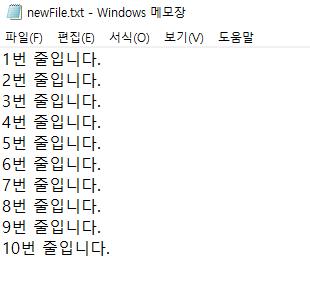 newFile.txt - Windows 메모장
파일(F) 편집(E) 서식(O) 보기(V) 도움말
1번 줄입니다.
2번 줄입니다.
3번 줄입니다.
4번 줄입니다.
5번 줄입니다.
6번 줄입니다.
7번 줄입니다.
8번 줄입니다.
9번 줄입니다.
10번 줄입니다.